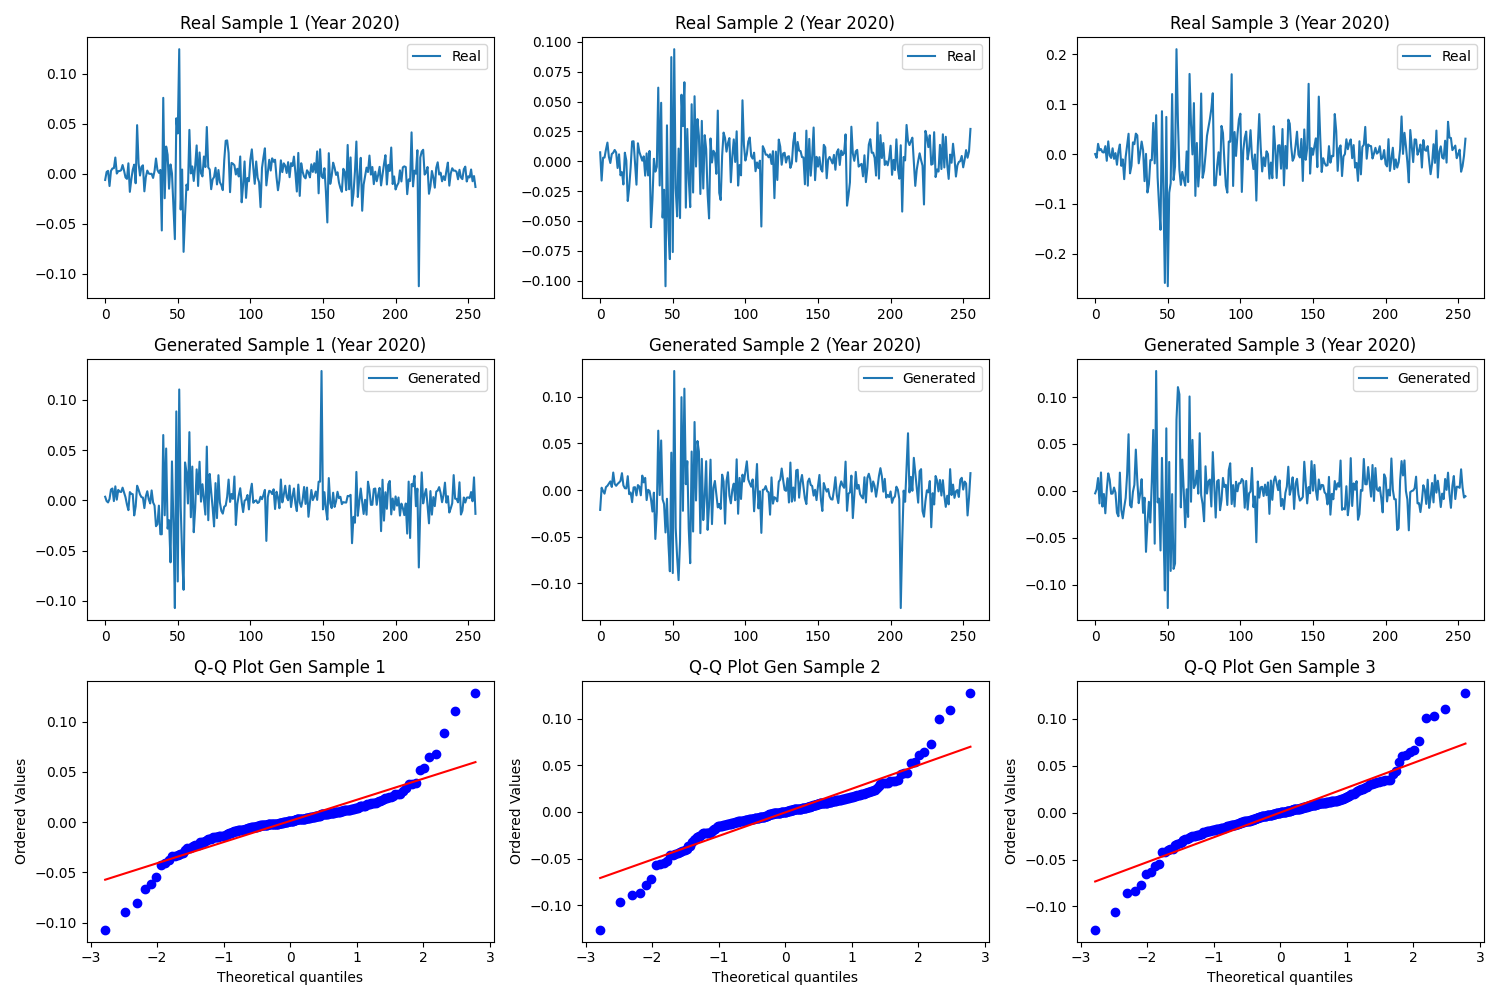 Real Sample 1 (Year 2020)
Real Sample 2 (Year 2020)
Real Sample 3 (Year 2020)
Real
Real
Real
0.10
0.05
0.00
−0.05
−0.10
0.100
0.075
0.050
0.025
0.000
−0.025
−0.050
−0.075
−0.100
0.2
0.1
0.0
−0.1
−0.2
0 50 100 150 200 250
0 50 100 150 200 250
0 50 100 150 200 250
Generated Sample 1 (Year 2020)
Generated Sample 2 (Year 2020)
Generated Sample 3 (Year 2020)
Generated
Generated
Generated
0.10
0.05
0.00
−0.05
−0.10
0.10
0.05
0.00
−0.05
−0.10
0.10
0.05
0.00
−0.05
−0.10
0 50 100 150 200 250
0 50 100 150 200 250
0 50 100 150 200 250
Q-Q Plot Gen Sample 1
Q-Q Plot Gen Sample 2
Q-Q Plot Gen Sample 3
Ordered Values
0.10
0.05
0.00
−0.05
−0.10
Ordered Values
0.10
0.05
0.00
−0.05
−0.10
Ordered Values
0.10
0.05
0.00
−0.05
−0.10
−3 −2 −1 0 1 2 3
−3 −2 −1 0 1 2 3
−3 −2 −1 0 1 2 3
Theoretical quantiles
Theoretical quantiles
Theoretical quantiles